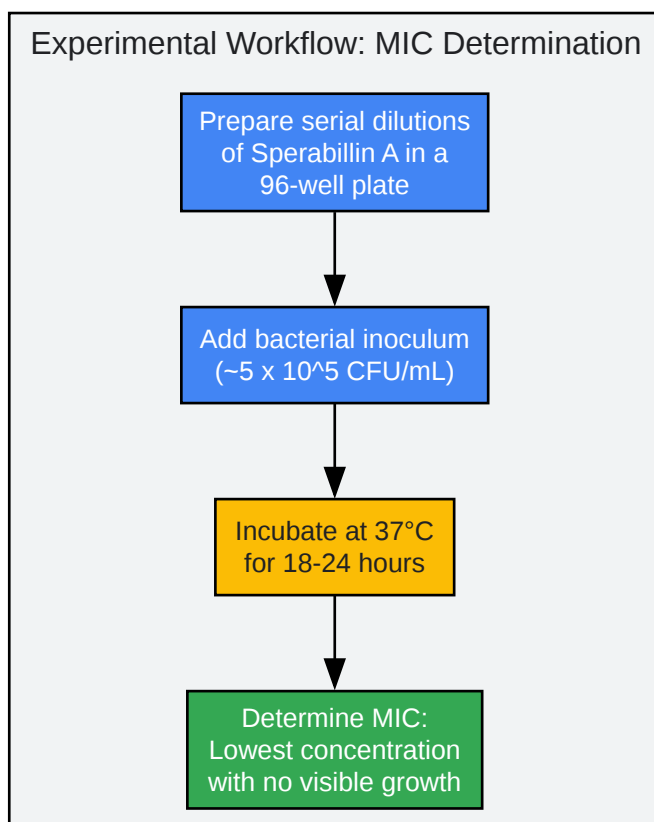 Experimental Workflow: MIC Determination
Prepare serial dilutions
of Sperabillin A in a
96-well plate
Add bacterial inoculum
(~5 x 10^5 CFU/mL)
Incubate at 37°C
for 18-24 hours
Determine MIC:
Lowest concentration
with no visible growth